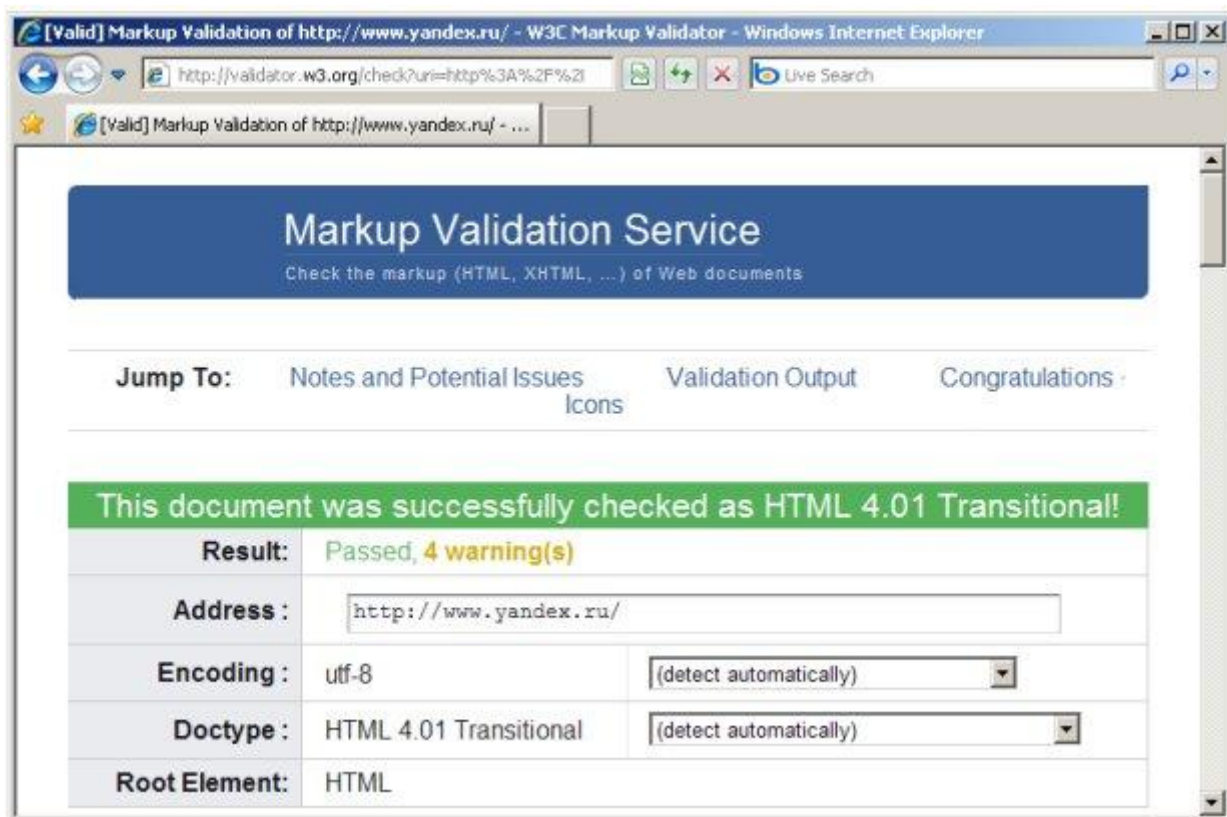 [Valid] Markup Validation of http://www.yandex.ru/ - W3C Markup Validator - Windows Internet Explorer
http://validator.w3.org/check?uri=http%3A%2F%2I
Live Search
[Valid] Markup Validation of http://www.yandex.ru/ - ...
Markup Validation Service
Check the markup (HTML, XHTML, ...) of Web documents
Jump To: Notes and Potential Issues Validation Output Congratulations ·
Icons
This document was successfully checked as HTML 4.01 Transitional!
Result: Passed, 4 warning(s)
Address : http://www.yandex.ru/
Encoding : utf-8 (detect automatically)
Doctype : HTML 4.01 Transitional (detect automatically)
Root Element: HTML